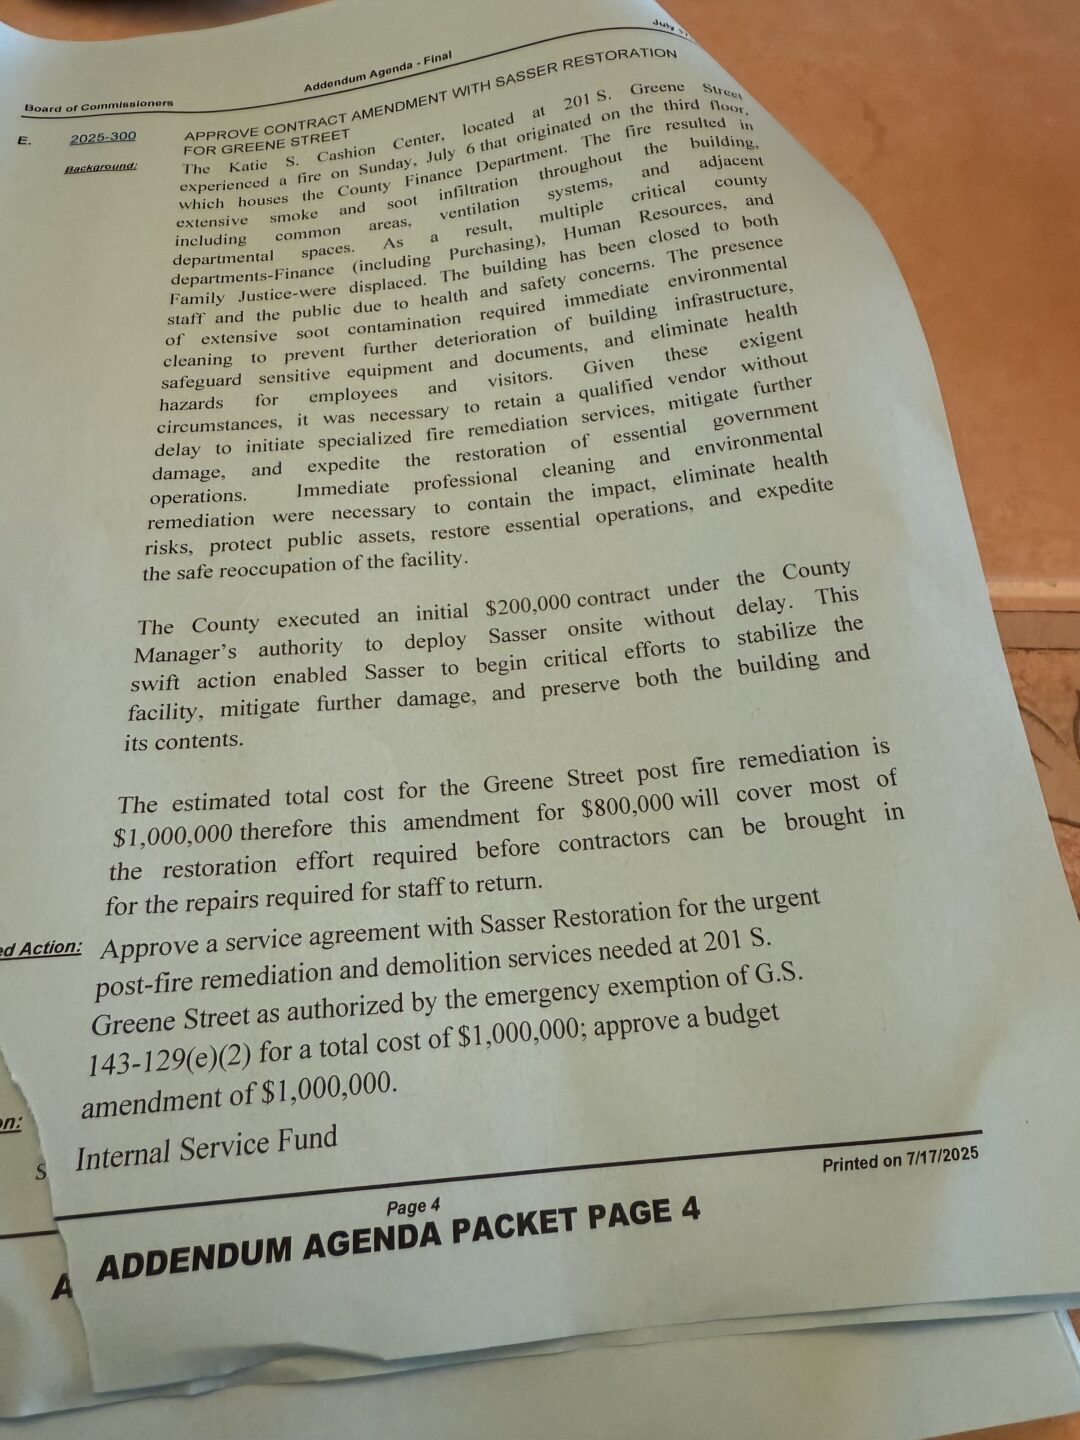 Board of Commissioners
Addendum Agenda - Final
July
E.
2025-300
APPROVE CONTRACT AMENDMENT WITH SASSER RESTORATION
FOR GREENE STREET
Background:
The Katie S. Cashion Center, located at 201 S. Greene Street
experienced a fire on Sunday, July 6 that originated on the third floor,
which houses the County Finance Department. The fire resulted in
extensive smoke and soot infiltration throughout the building,
including common areas, ventilation systems, and adjacent
departmental spaces. As a result, multiple critical county
departments-Finance (including Purchasing), Human Resources, and
Family Justice-were displaced. The building has been closed to both
staff and the public due to health and safety concerns. The presence
of extensive soot contamination required immediate environmental
cleaning to prevent further deterioration of building infrastructure,
safeguard sensitive equipment and documents, and eliminate health
hazards for employees and visitors. Given these exigent
circumstances, it was necessary to retain a qualified vendor without
delay to initiate specialized fire remediation services, mitigate further
damage, and expedite the restoration of essential government
operations. Immediate professional cleaning and environmental
remediation were necessary to contain the impact, eliminate health
risks, protect public assets, restore essential operations, and expedite
the safe reoccupation of the facility.
The County executed an initial $200,000 contract under the County
Manager's authority to deploy Sasser onsite without delay. This
swift action enabled Sasser to begin critical efforts to stabilize the
facility, mitigate further damage, and preserve both the building and
its contents.
The estimated total cost for the Greene Street post fire remediation is
$1,000,000 therefore this amendment for $800,000 will cover most of
the restoration effort required before contractors can be brought in
for the repairs required for staff to return.
ed Action:
Approve a service agreement with Sasser Restoration for the urgent
post-fire remediation and demolition services needed at 201 S.
Greene Street as authorized by the emergency exemption of G.S.
143-129(e)(2) for a total cost of $1,000,000; approve a budget
amendment of $1,000,000.
on:
Internal Service Fund
S
Page 4
Printed on 7/17/2025
ADDENDUM AGENDA PACKET PAGE 4
A